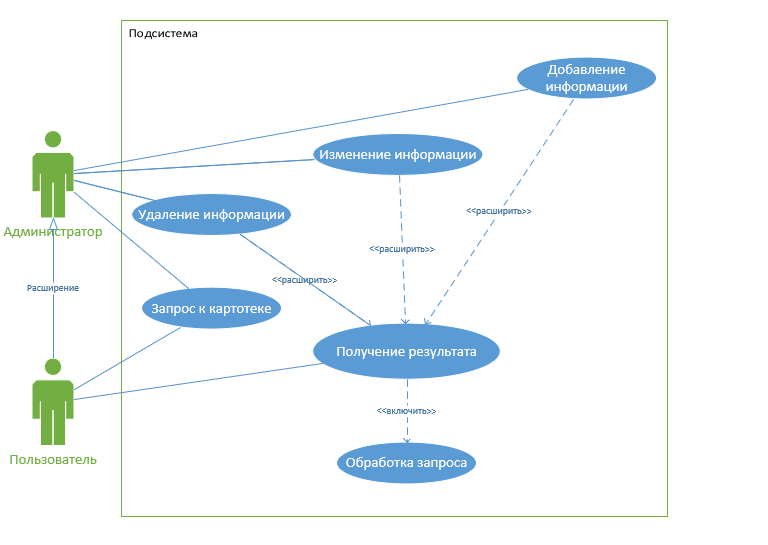 Подсистема
Добавление
информации
Изменение информации
Удаление информации
<<расширить>>
Администратор
<<расширить>>
<<расширить>>
Расширение
Запрос к картотеке
Получение результата
<<включить>>
Пользователь
Обработка запроса